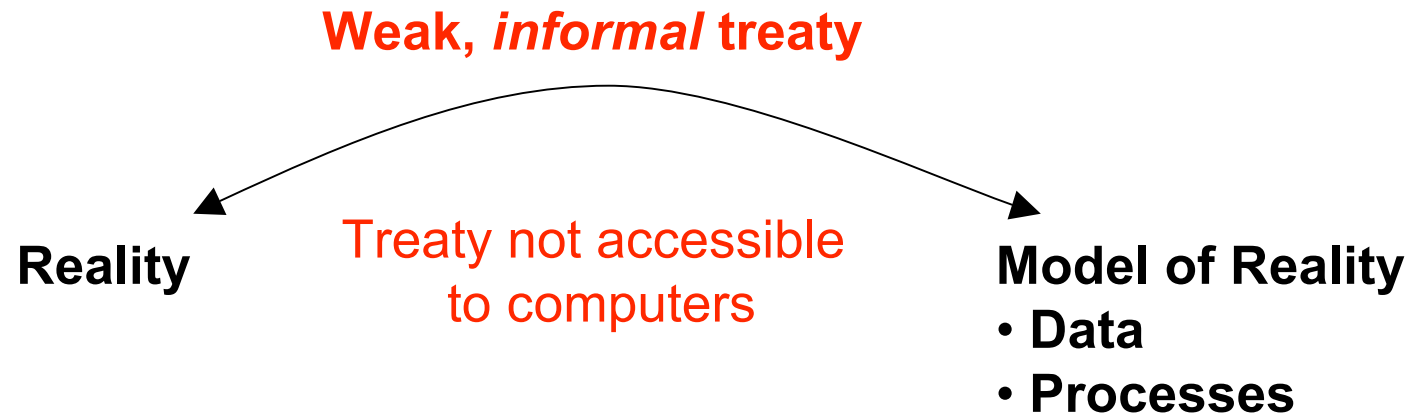 Weak, informal treaty
Reality
Treaty not accessible
to computers
Model of Reality
• Data
• Processes